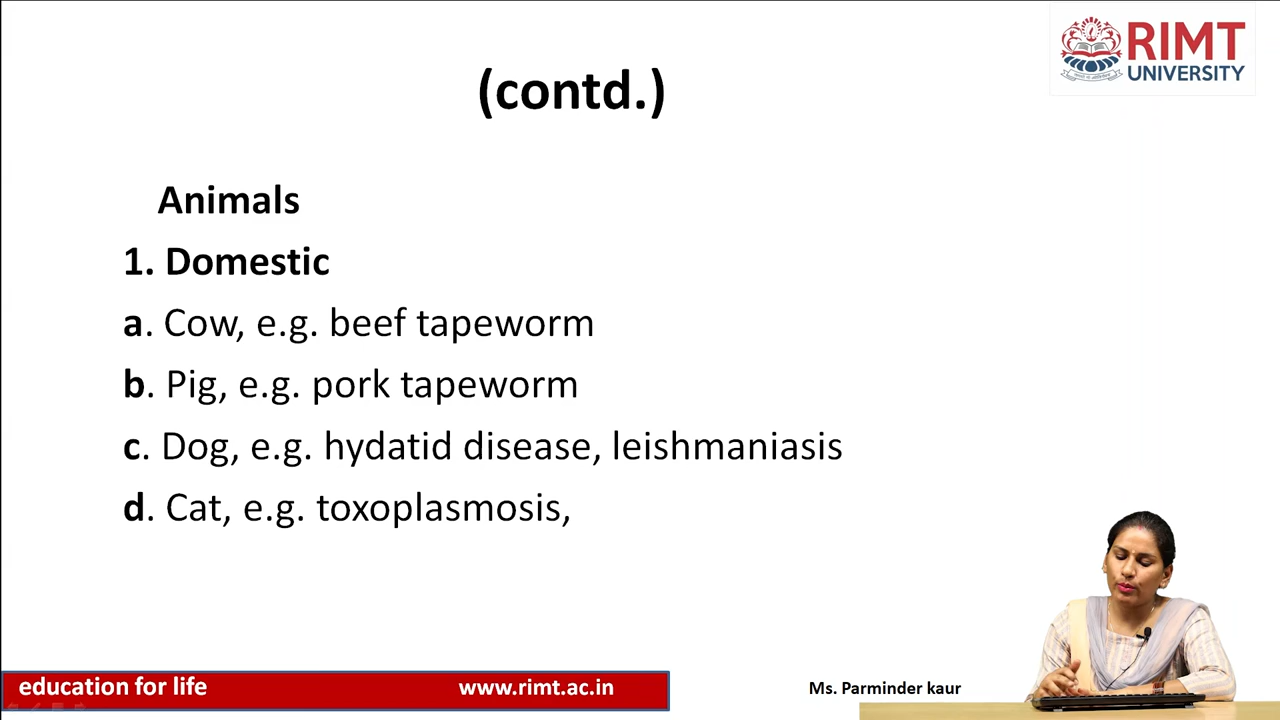 RIMT
UNIVERSITY
(contd.)
Animals
1. Domestic
a. Cow, e.g. beef tapeworm
b. Pig, e.g. pork tapeworm
c. Dog, e.g. hydatid disease, leishmaniasis
d. Cat, e.g. toxoplasmosis,
education for life
www.rimt.ac.in
Ms. Parminder kaur